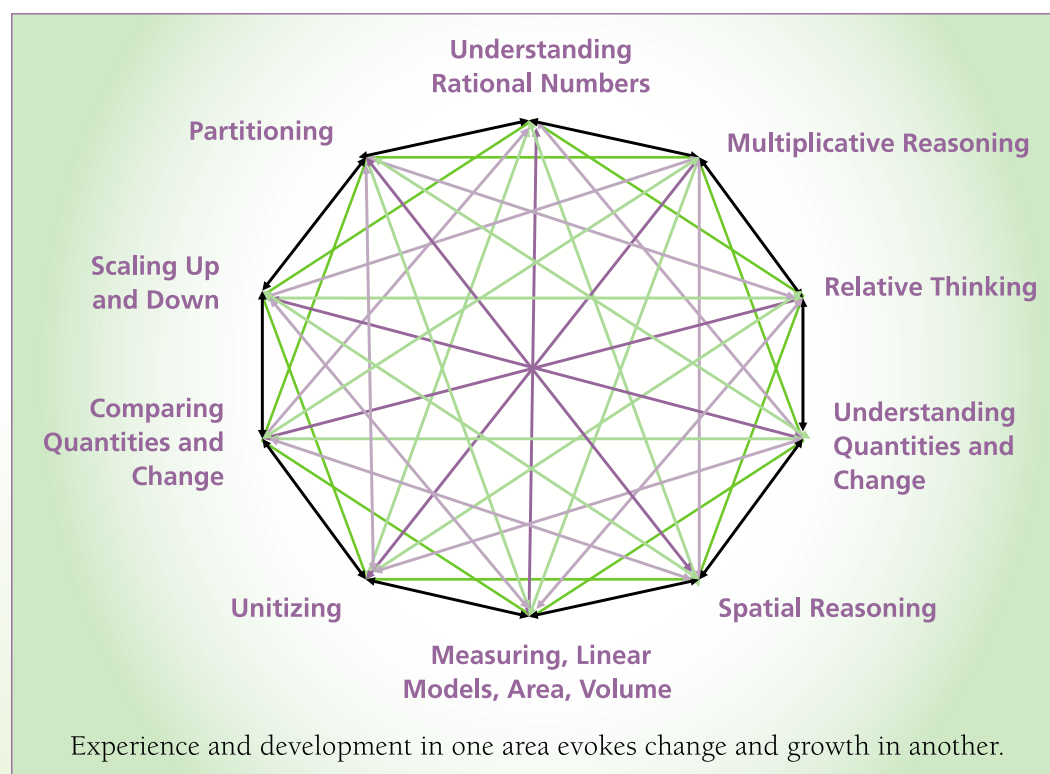 Understanding
Rational Numbers
Partitioning
Multiplicative Reasoning
Scaling Up
and Down
Relative Thinking
Comparing
Quantities and
Change
Understanding
Quantities and
Change
Unitizing
Spatial Reasoning
Measuring, Linear
Models, Area, Volume
Experience and development in one area evokes change and growth in another.